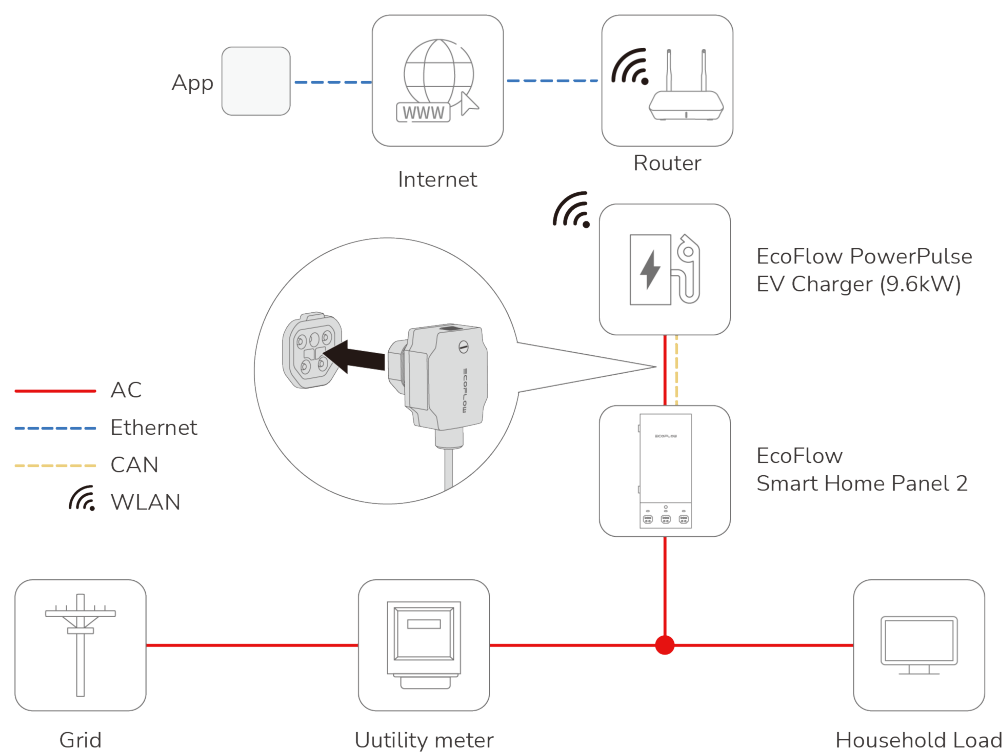 App
WWW
Internet
Router
EcoFlow PowerPulse
EV Charger (9.6kW)
ECOFLOW
AC
Ethernet
CAN
WLAN
ECOFLOW
EcoFlow
Smart Home Panel 2
Grid
Uutility meter
Household Load